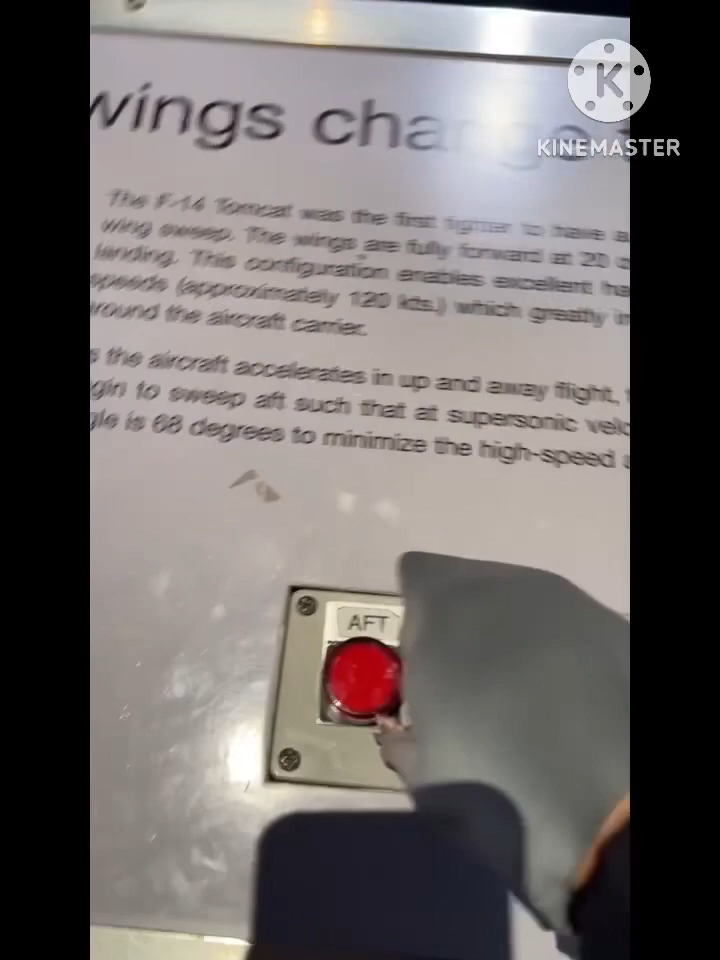 K
KINEMASTER
wings change
The F-14 Tomcat was the first fighter to have a
wing sweep. The wings are fully forward at 20
landing. This configuration enables excellent
speeds (approximately 120 kts.) which greatly
around the aircraft carrier.
the aircraft accelerates in up and away flight,
to sweep aft such that at supersonic
is 68 degrees to minimize the high-speed
AFT